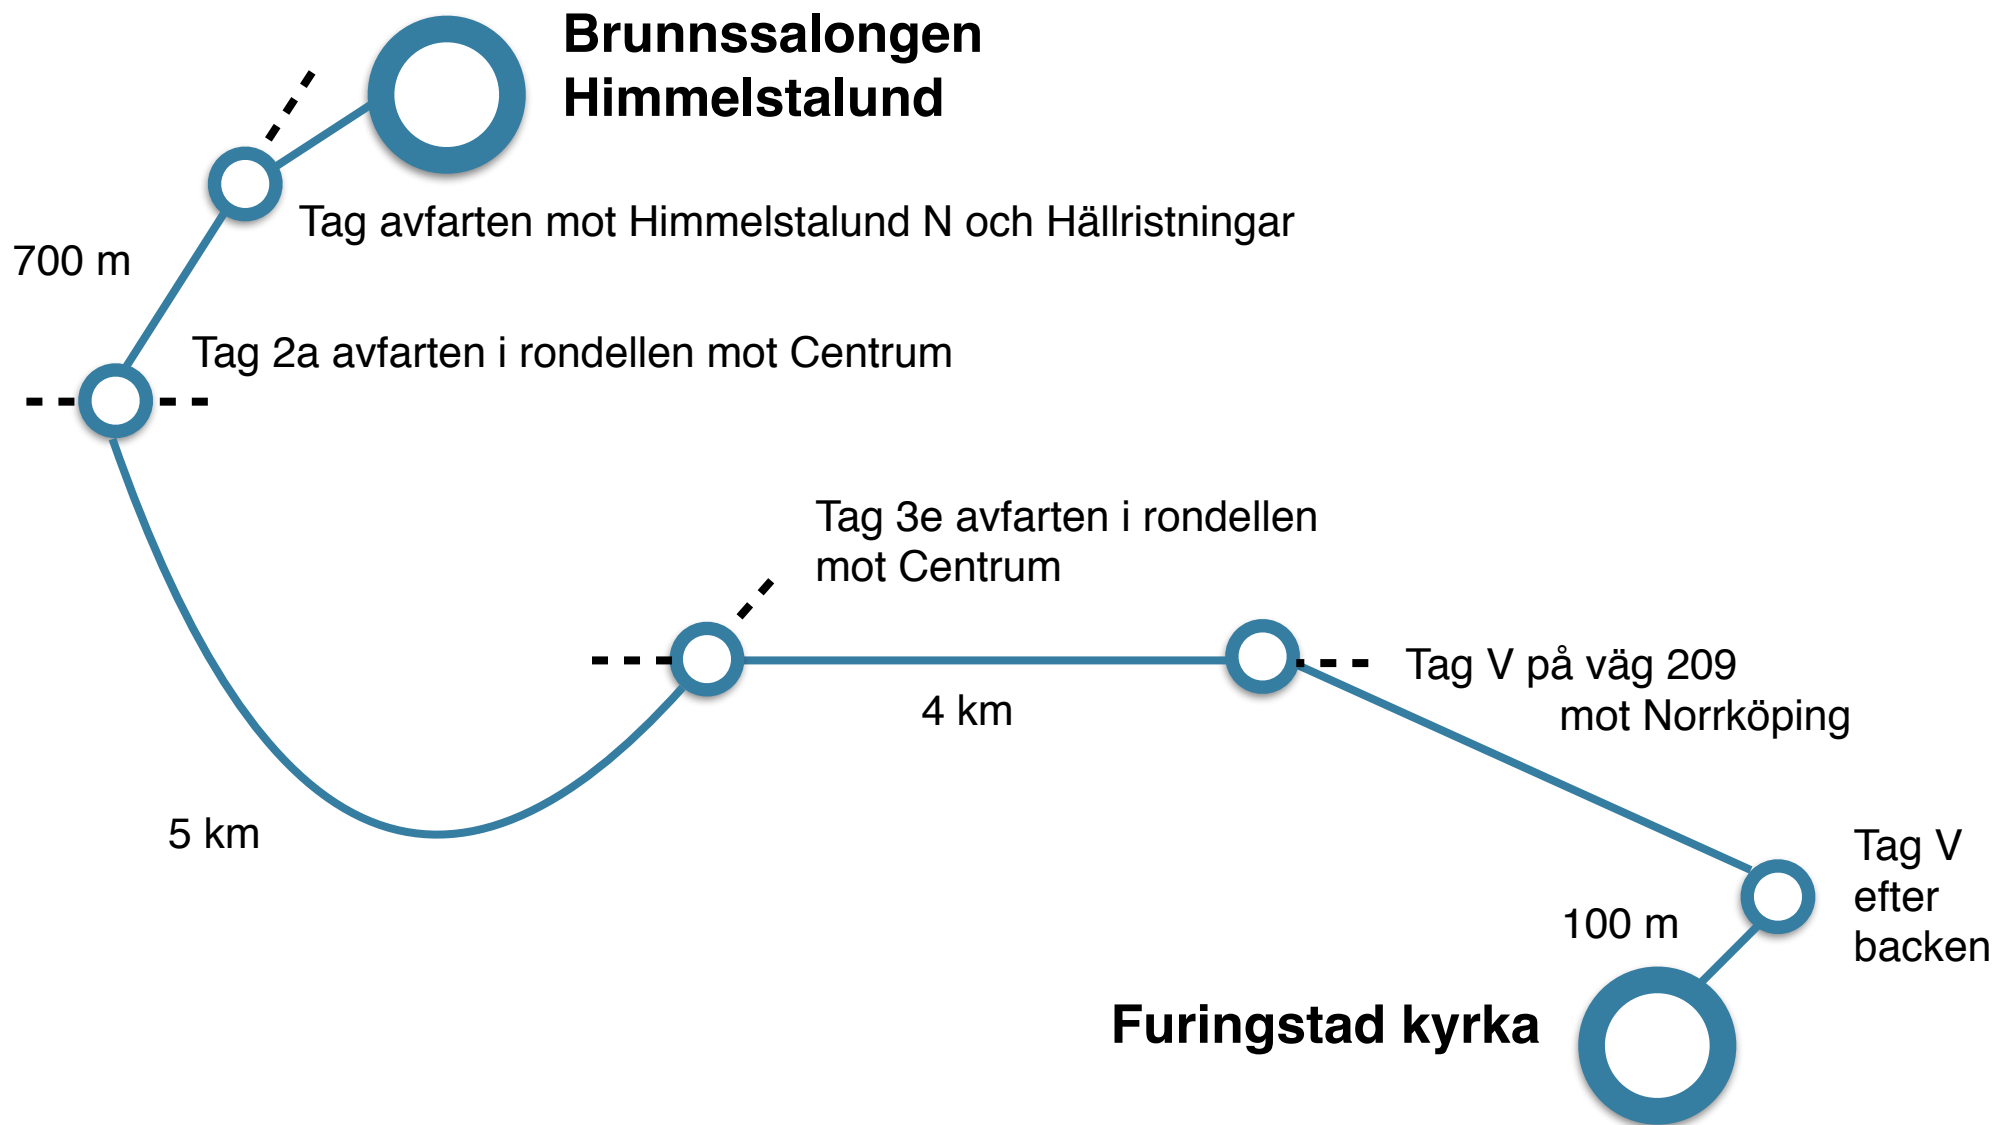 Brunnssalongen
Himmelstalund
Tag avfarten mot Himmelstalund N och Hällristningar
700 m
Tag 2a avfarten i rondellen mot Centrum
Tag 3e avfarten i rondellen
mot Centrum
Tag V på väg 209
mot Norrköping
4 km
5 km
Tag V
efter
backen
100 m
Furingstad kyrka